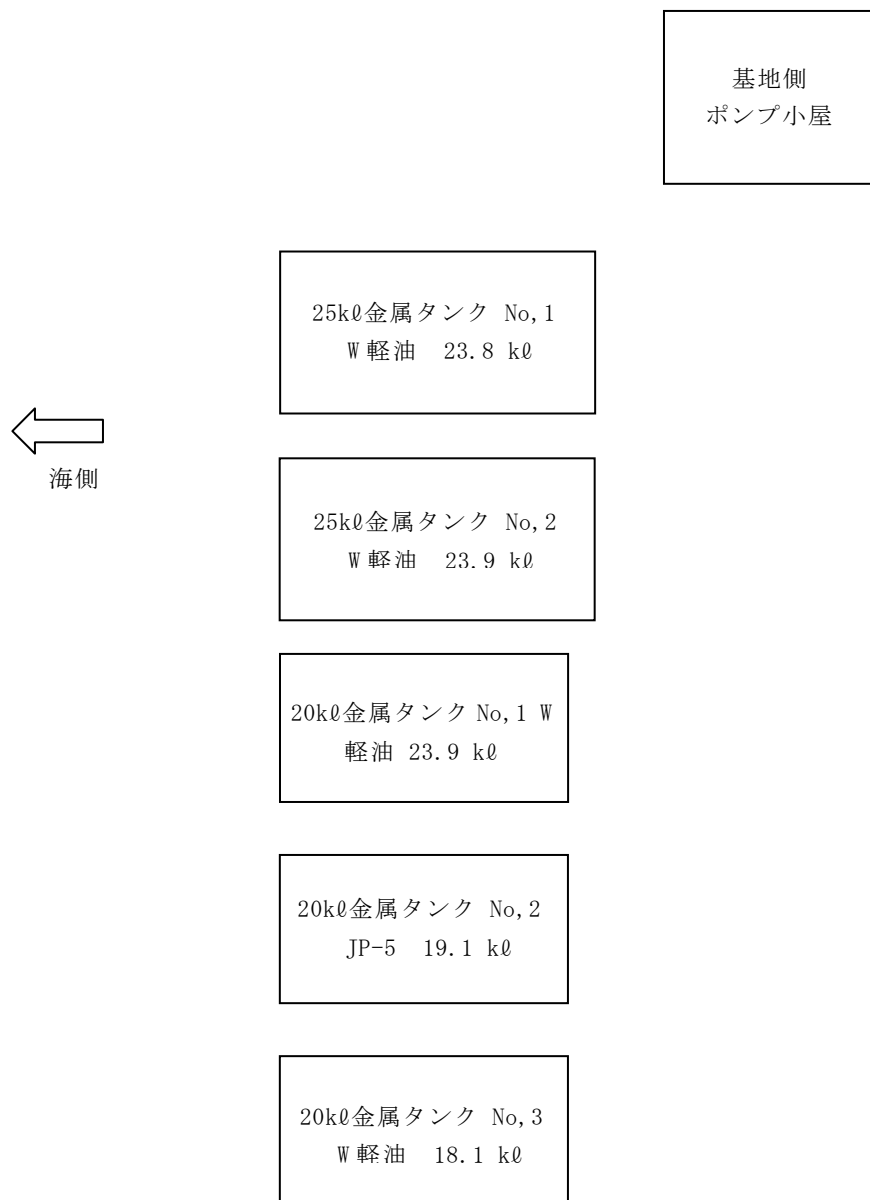 基地側
ポンプ小屋
25kℓ金属タンク No,1
W軽油 23.8 kℓ
海側
25kℓ金属タンク No,2
W軽油 23.9 kℓ
20kℓ金属タンク No,1 W
軽油 23.9 kℓ
20kℓ金属タンク No,2
JP-5 19.1 kℓ
20kℓ金属タンク No,3
W軽油 18.1 kℓ